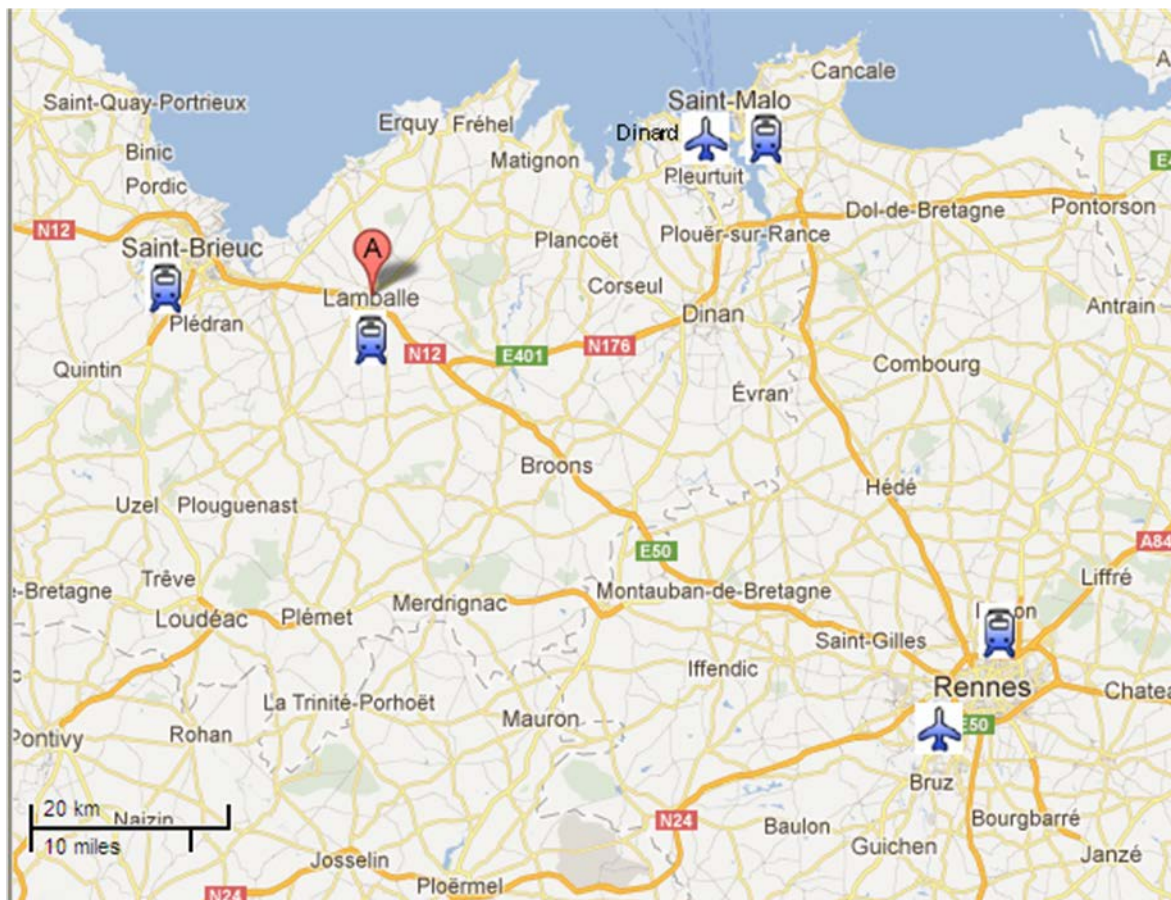 Cancale
Saint-Quay-Portrieux
Saint-Malo
Erquy
Fréhel
Dinard
Binic
Matignon
Pordic
Pleurtuit
E4
N12
Dol-de-Bretagne
Pontorson
Saint-Brieuc
Plancoët
Plouër-sur-Rance
A
Lamballe
Corseul
Dinan
Antrain
Plédran
N12
E401
N176
Quintin
Combourg
Évran
Broons
Hédé
Uzel
Plouguenast
E50
A84
Trêve
e-Bretagne
Montauban-de-Bretagne
Liffré
Merdrignac
Loudéac
Plémet
Saint-Gilles
Iffendic
Rennes
Chatea
La Trinité-Porhoët
Mauron
E50
Pontivy
Rohan
Bruz
20 km
Naizin
N24
Baulon
Bourgbarré
10 miles
Guichen
Janzé
Josselin
Ploërmel
N24